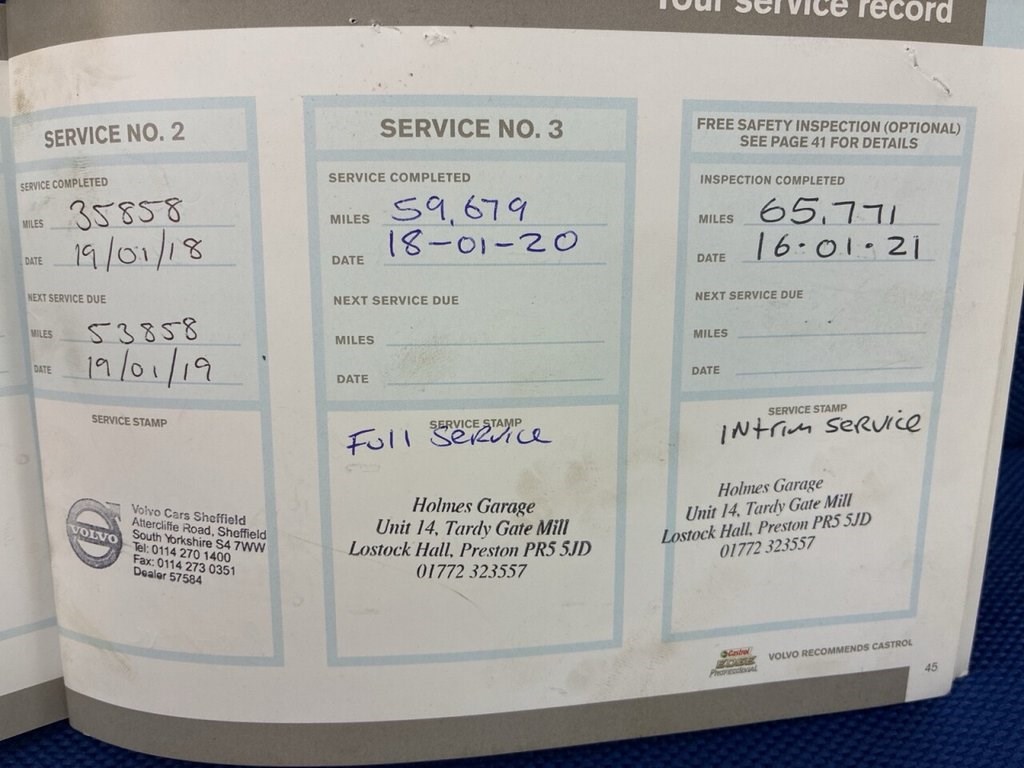 Your service record
SERVICE NO. 2
SERVICE COMPLETED
MILES 35858
DATE 19/01/18
NEXT SERVICE DUE
MILES 53858
DATE 19/01/19
SERVICE STAMP
VOLVO
Volvo Cars Sheffield
Attercliffe Road, Sheffield
South Yorkshire S4 7WW
Tel: 0114 270 1400
Fax: 0114 273 0351
Dealer 57584
SERVICE NO. 3
SERVICE COMPLETED
MILES 59,679
DATE 18-01-20
NEXT SERVICE DUE
MILES
DATE
SERVICE STAMP
Full Service
Holmes Garage
Unit 14, Tardy Gate Mill
Lostock Hall, Preston PR5 5JD
01772 323557
FREE SAFETY INSPECTION (OPTIONAL)
SEE PAGE 41 FOR DETAILS
INSPECTION COMPLETED
MILES 65,771
DATE 16.01.21
NEXT SERVICE DUE
MILES
DATE
SERVICE STAMP
INtrim Service
Holmes Garage
Unit 14, Tardy Gate Mill
Lostock Hall, Preston PR5 5JD
01772 323557
Castrol
EDGE
Professional
VOLVO RECOMMENDS CASTROL
45